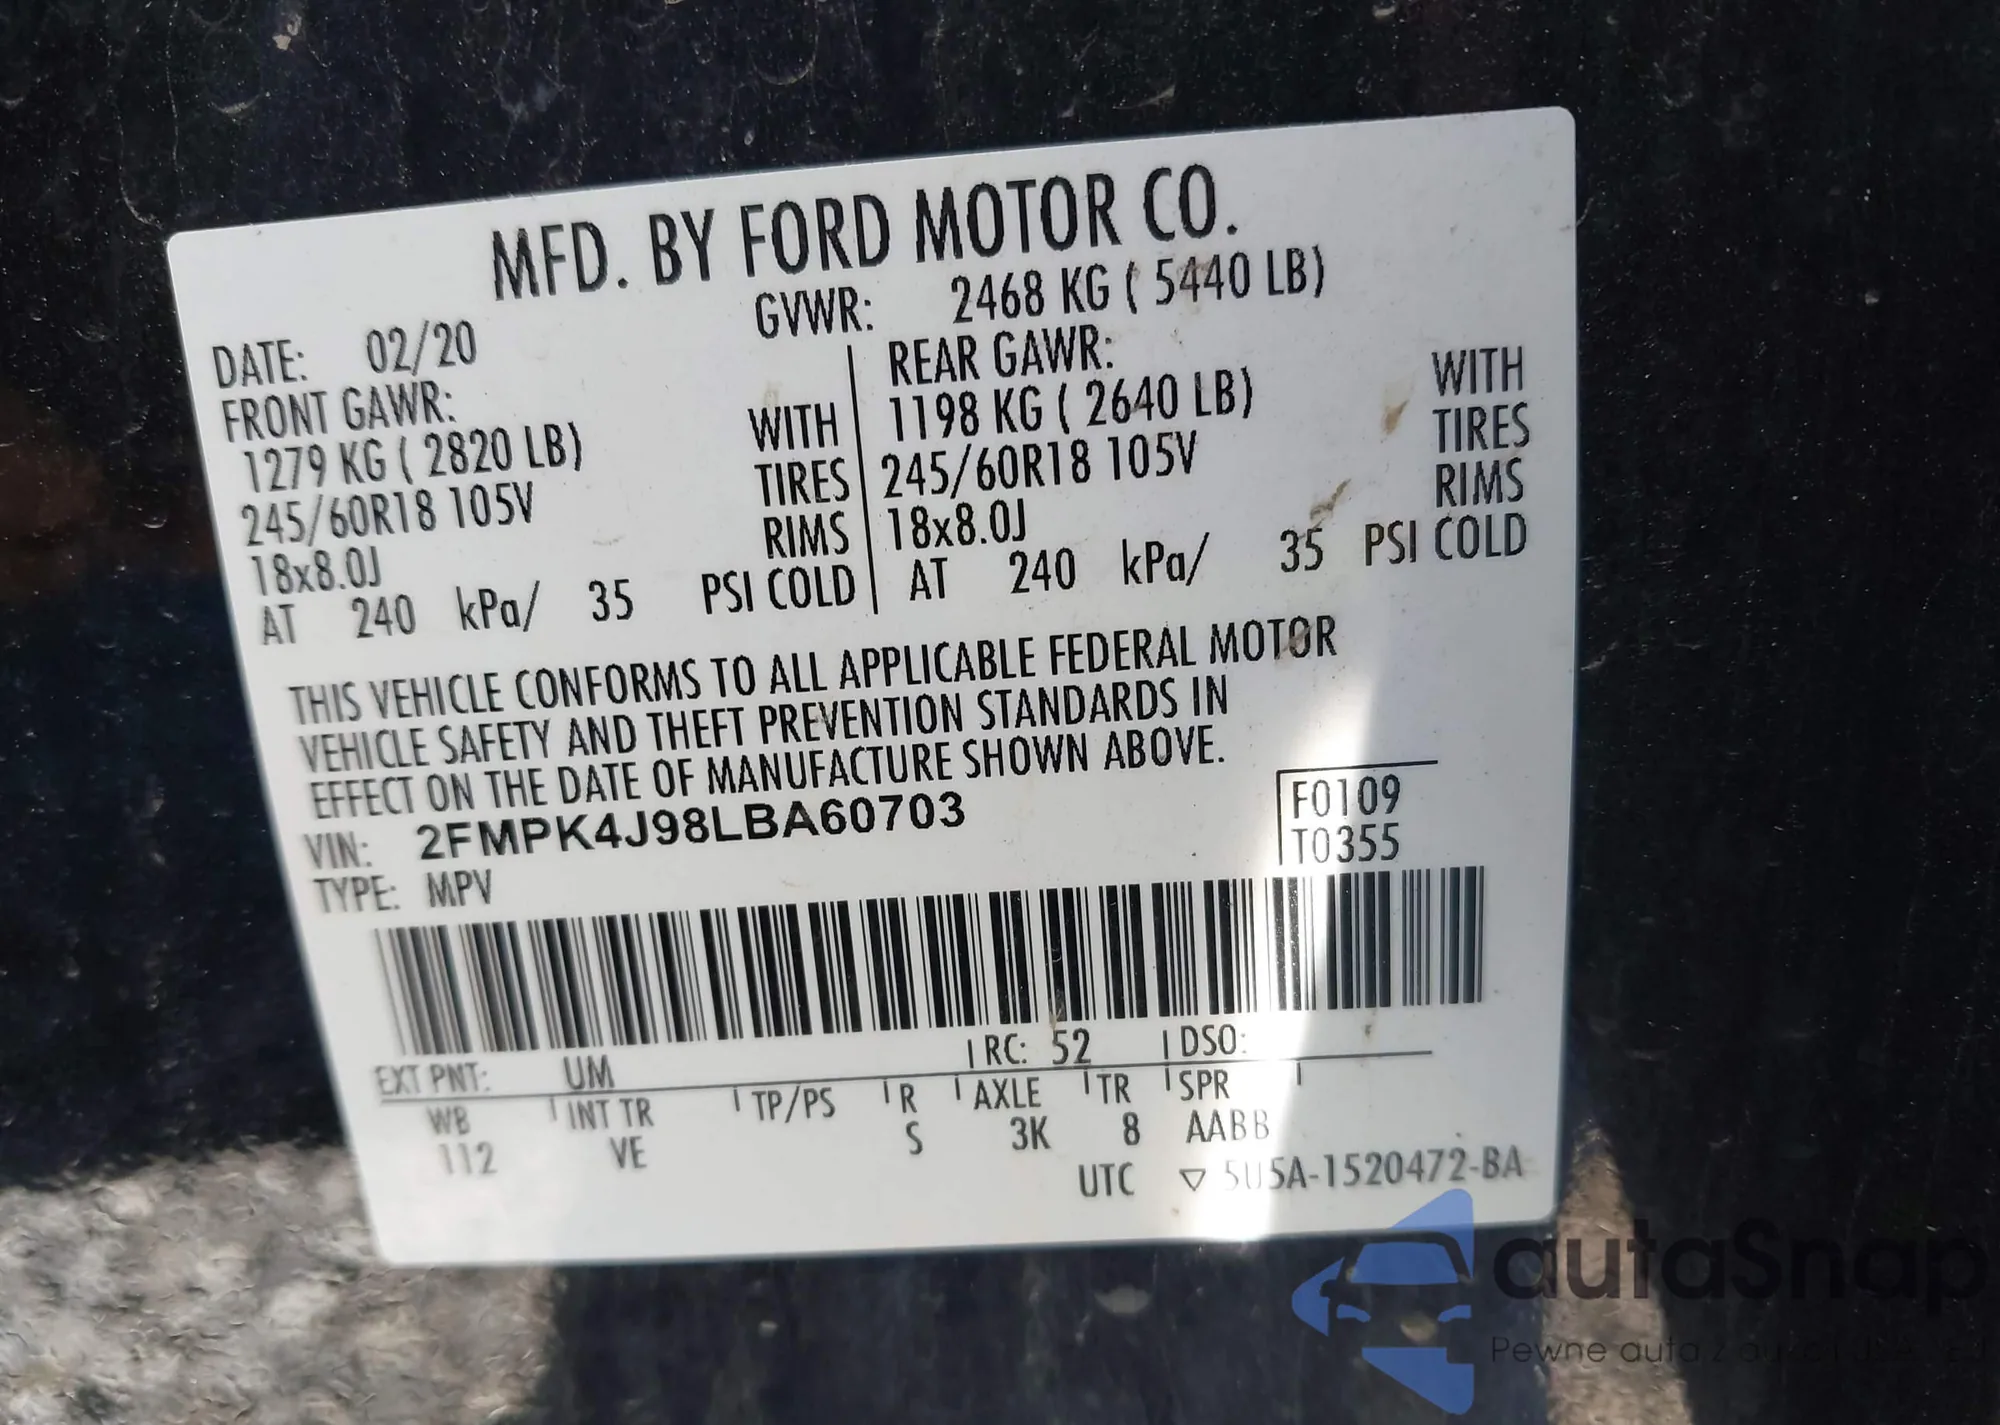 MFD. BY FORD MOTOR CO.
DATE: 02/20 GVWR: 2468 KG ( 5440 LB)
FRONT GAWR: REAR GAWR:
1279 KG ( 2820 LB) WITH 1198 KG ( 2640 LB) WITH
245/60R18 105V TIRES 245/60R18 105V TIRES
18x8.0J RIMS 18x8.0J RIMS
AT 240 kPa/ 35 PSI COLD AT 240 kPa/ 35 PSI COLD
THIS VEHICLE CONFORMS TO ALL APPLICABLE FEDERAL MOTOR
VEHICLE SAFETY AND THEFT PREVENTION STANDARDS IN
EFFECT ON THE DATE OF MANUFACTURE SHOWN ABOVE.
VIN: 2FMPK4J98LBA60703 F0109
TYPE: MPV T0355
EXT PNT: UM RC: 52 DSO:
WB INT TR TP/PS R AXLE TR SPR
112 VE S 3K 8 AABB
UTC ▽ 5U5A-1520472-BA
autaSnap
Pewne auta z